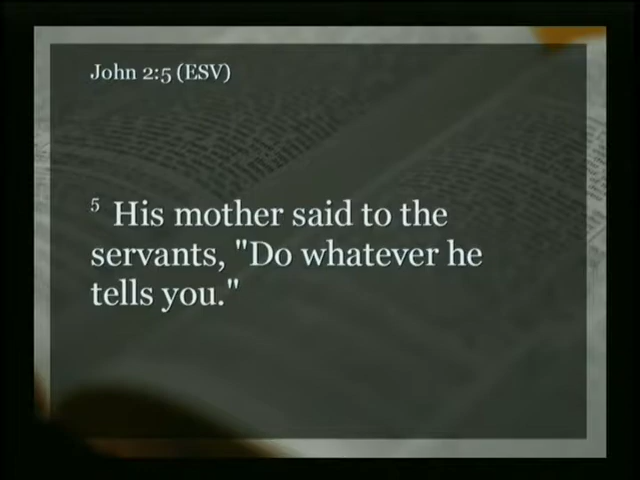 John 2:5 (ESV)
5 His mother said to the
servants, "Do whatever he
tells you."